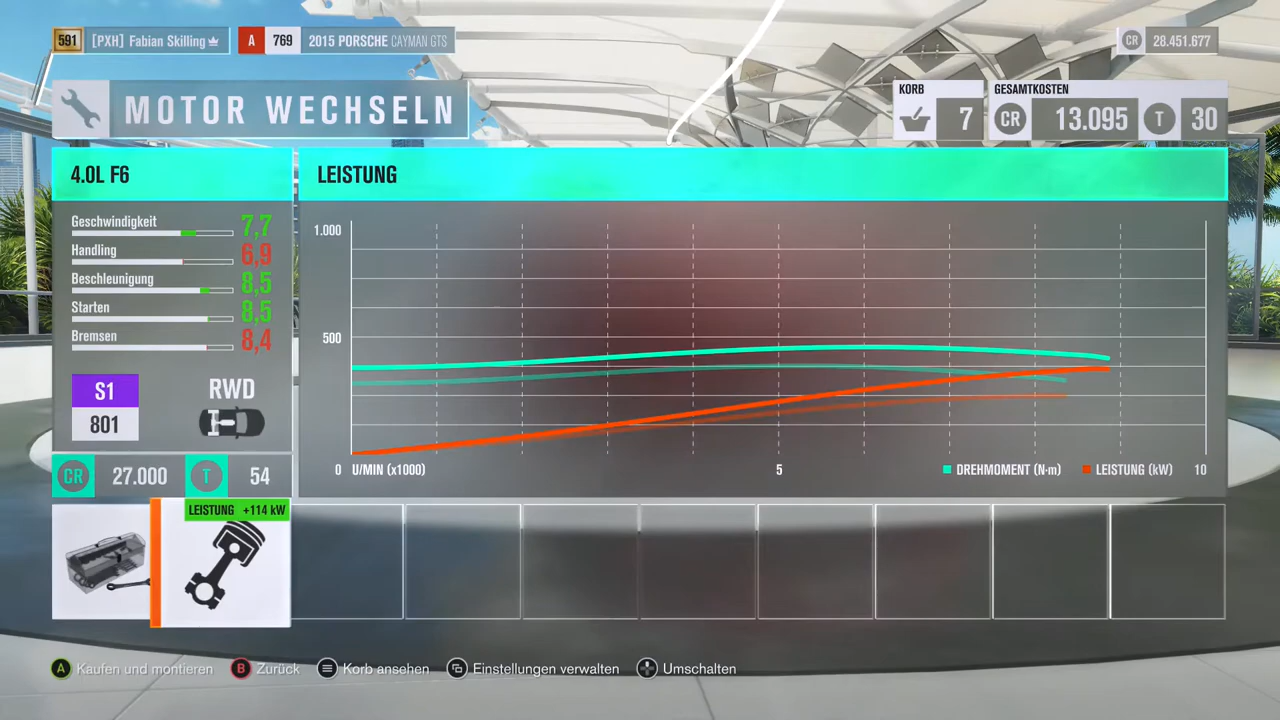 591 [PXH] Fabian Skilling A 769 2015 PORSCHE CAYMAN GTS CR 28.451.677
MOTOR WECHSELN
KORB 7 GESAMTKOSTEN CR 13.095 T 30
4.0L F6
LEISTUNG
Geschwindigkeit 7,7
Handling 6,9
Beschleunigung 8,5
Starten 8,5
Bremsen 8,4
S1 RWD
801
CR 27.000 T 54
1.000
500
0 U/MIN (x1000) 5 DREHMOMENT (N·m) LEISTUNG (kW) 10
LEISTUNG +114 kW
A Kaufen und montieren B Zurück Korb ansehen Einstellungen verwalten Umschalten